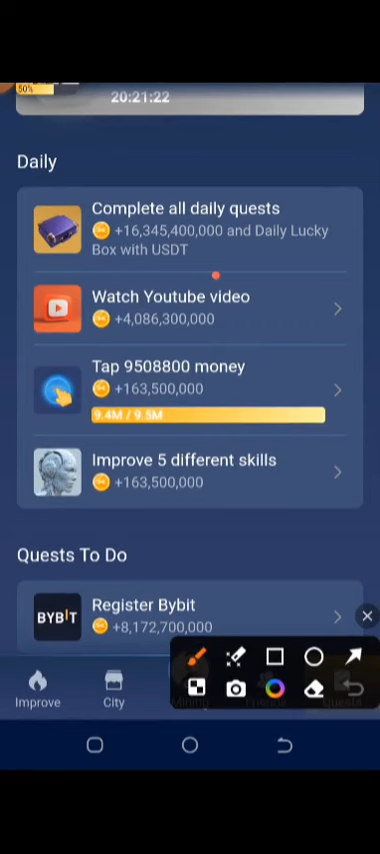 50%
20:21:22
Daily
Complete all daily quests
+16,345,400,000 and Daily Lucky
Box with USDT
Watch Youtube video
+4,086,300,000
Tap 9508800 money
+163,500,000
9.4M / 9.5M
Improve 5 different skills
+163,500,000
Quests To Do
BYBIT
Register Bybit
+8,172,700,000
Improve
City
Mining
Quests